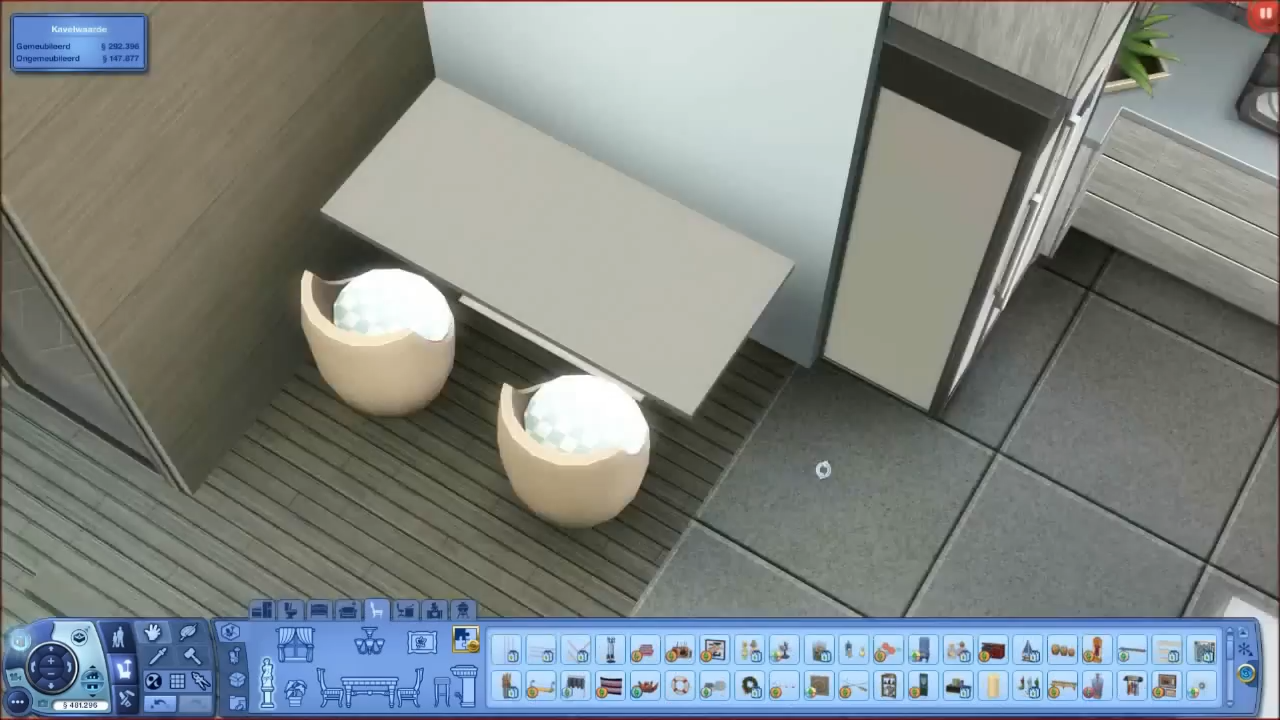 Kavelwaarde
Gemeubileerd § 292.396
Ongemeubileerd § 147.877
§ 481.296